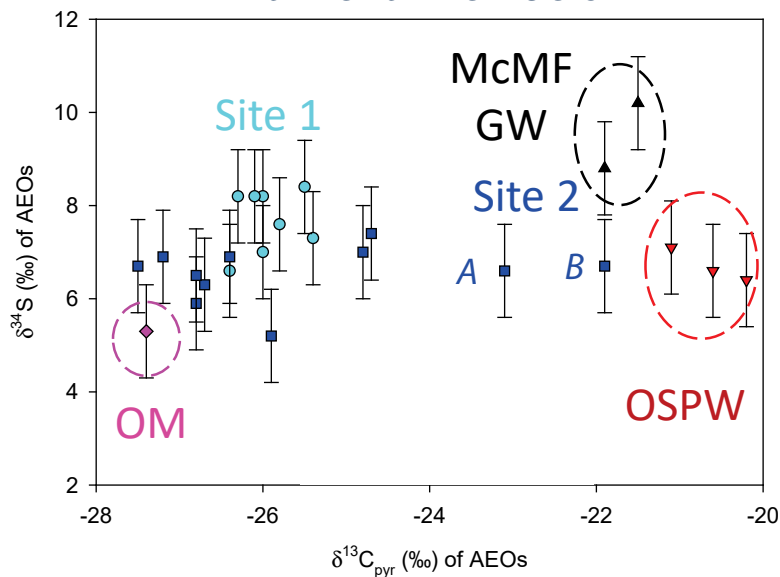 12
10
8
6
4
2
δ³⁴S (‰) of AEOs
McMF
GW
Site 1
Site 2
A
B
OM
OSPW
-28
-26
-24
-22
-20
δ¹³Cpyr (‰) of AEOs